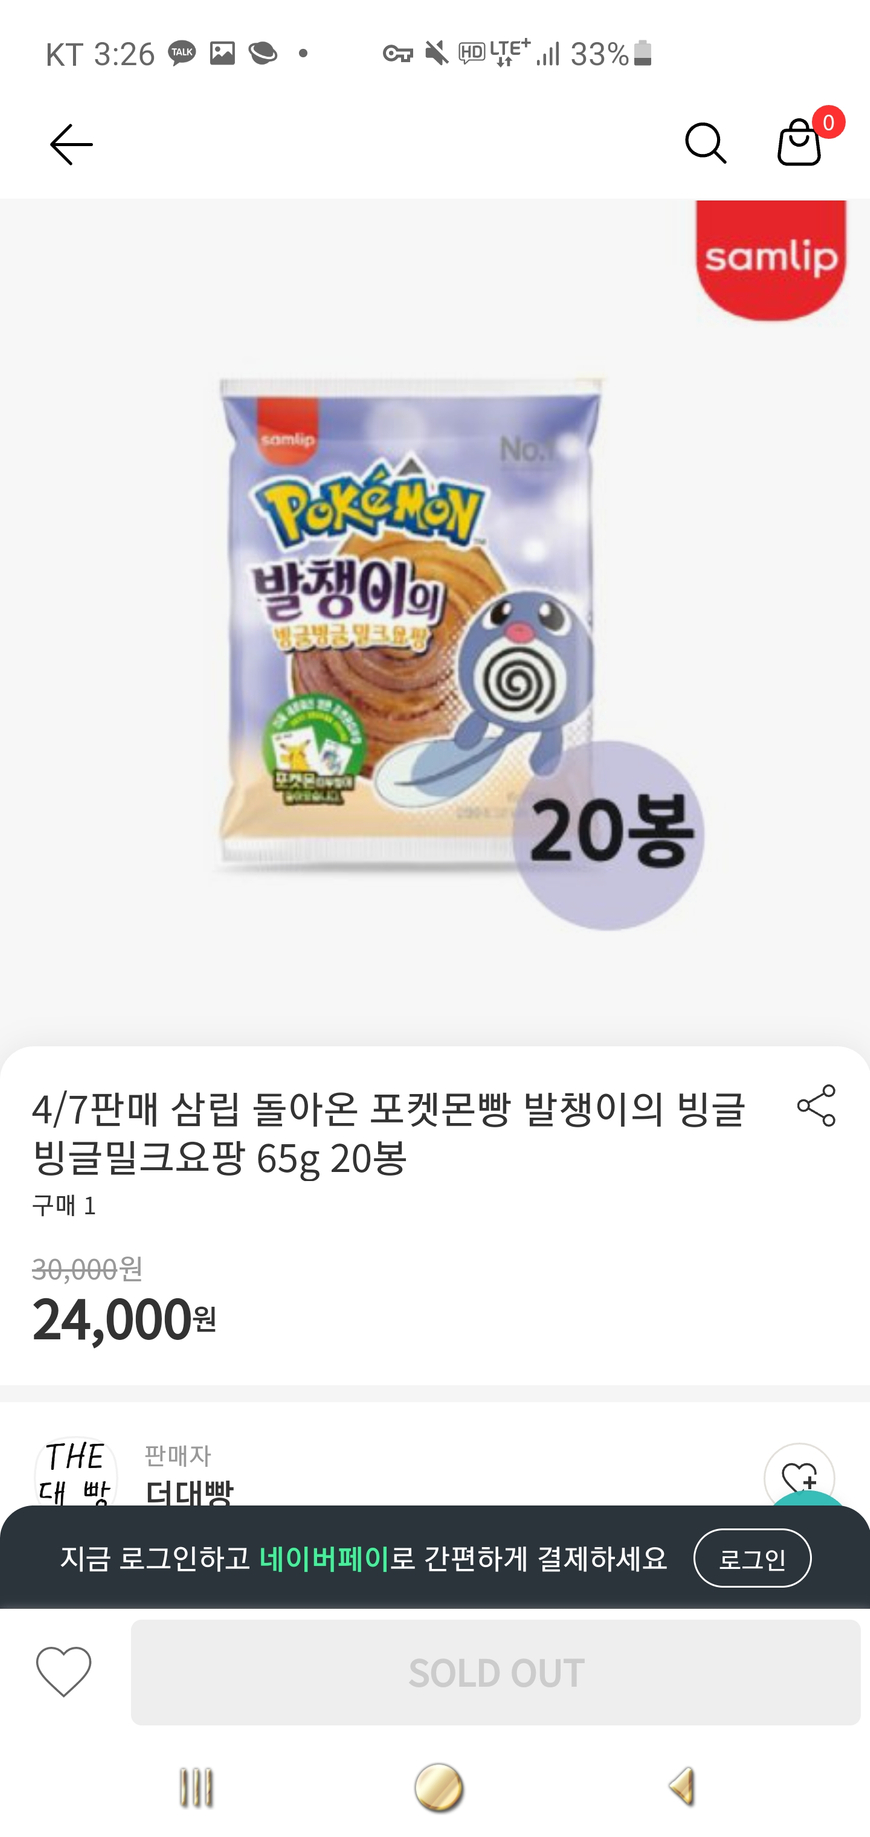 KT 3:26 TALK HD LTE+ 33%
0
samlip
samlip
No.1
POKéMON
발챙이의
빙글빙글 밀크요팡
포켓몬
20봉
4/7판매 삼립 돌아온 포켓몬빵 발챙이의 빙글
빙글밀크요팡 65g 20봉
구매 1
30,000원
24,000원
THE
대 빵
판매자
더대빵
지금 로그인하고 네이버페이로 간편하게 결제하세요
로그인
SOLD OUT